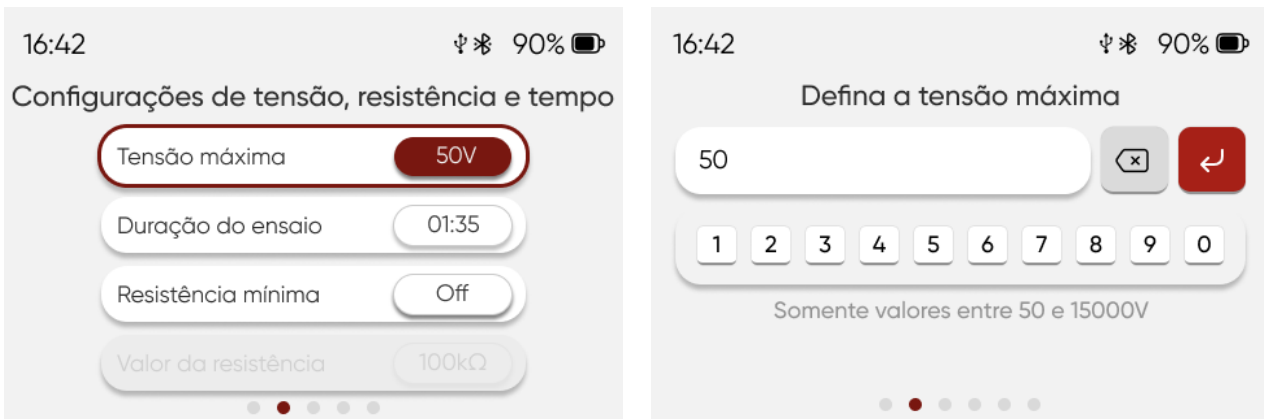 16:42
90%
Configurações de tensão, resistência e tempo
Tensão máxima
50V
Duração do ensaio
01:35
Resistência mínima
Off
Valor da resistência
100kΩ
16:42
90%
Defina a tensão máxima
50
1 2 3 4 5 6 7 8 9 0
Somente valores entre 50 e 15000V